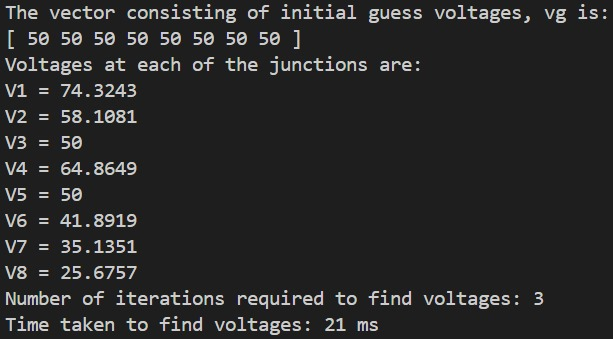 The vector consisting of initial guess voltages, vg is:
[ 50 50 50 50 50 50 50 50 ]
Voltages at each of the junctions are:
V1 = 74.3243
V2 = 58.1081
V3 = 50
V4 = 64.8649
V5 = 50
V6 = 41.8919
V7 = 35.1351
V8 = 25.6757
Number of iterations required to find voltages: 3
Time taken to find voltages: 21 ms